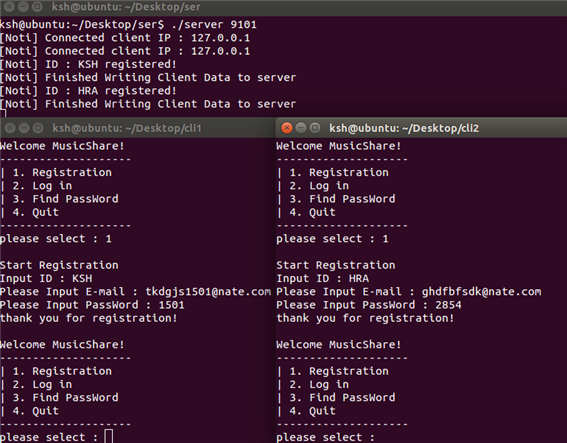 ksh@ubuntu: ~/Desktop/ser
ksh@ubuntu:~/Desktop/ser$ ./server 9101
[Noti] Connected client IP : 127.0.0.1
[Noti] Connected client IP : 127.0.0.1
[Noti] ID : KSH registered!
[Noti] Finished Writing Client Data to server
[Noti] ID : HRA registered!
[Noti] Finished Writing Client Data to server
ksh@ubuntu: ~/Desktop/cli1
Welcome MusicShare!
--------------------
| 1. Registration
| 2. Log in
| 3. Find PassWord
| 4. Quit
--------------------
please select : 1
Start Registration
Input ID : KSH
Please Input E-mail : tkdgjs1501@nate.com
Please Input PassWord : 1501
thank you for registration!
Welcome MusicShare!
--------------------
| 1. Registration
| 2. Log in
| 3. Find PassWord
| 4. Quit
--------------------
please select :
ksh@ubuntu: ~/Desktop/cli2
Welcome MusicShare!
--------------------
| 1. Registration
| 2. Log in
| 3. Find PassWord
| 4. Quit
--------------------
please select : 1
Start Registration
Input ID : HRA
Please Input E-mail : ghdfbfsdk@nate.com
Please Input PassWord : 2854
thank you for registration!
Welcome MusicShare!
--------------------
| 1. Registration
| 2. Log in
| 3. Find PassWord
| 4. Quit
--------------------
please select :